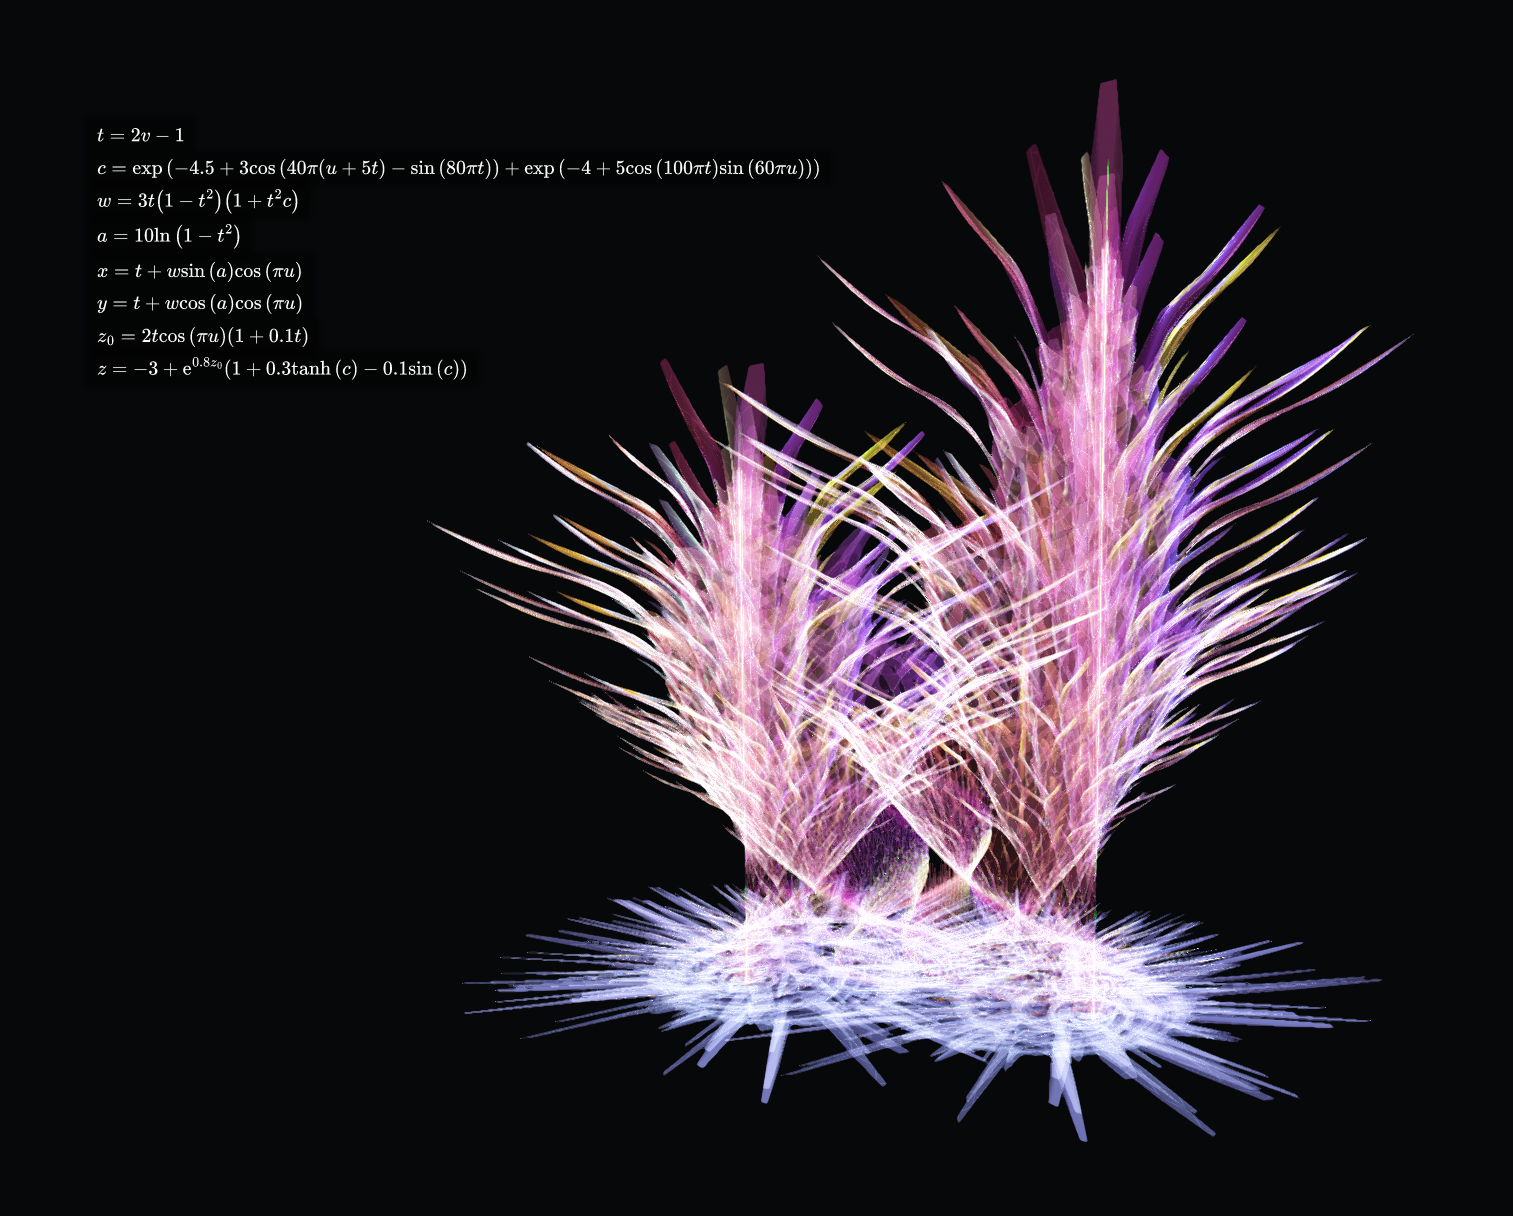 t = 2v − 1
c = exp (−4.5 + 3cos (40π(u + 5t) − sin (80πt)) + exp (−4 + 5cos (100πt)sin (60πu)))
w = 3t(1 − t²)(1 + t²c)
a = 10ln (1 − t²)
x = t + wsin (a)cos (πu)
y = t + wcos (a)cos (πu)
z₀ = 2tcos (πu)(1 + 0.1t)
z = −3 + e^{0.8z₀}(1 + 0.3tanh (c) − 0.1sin (c))